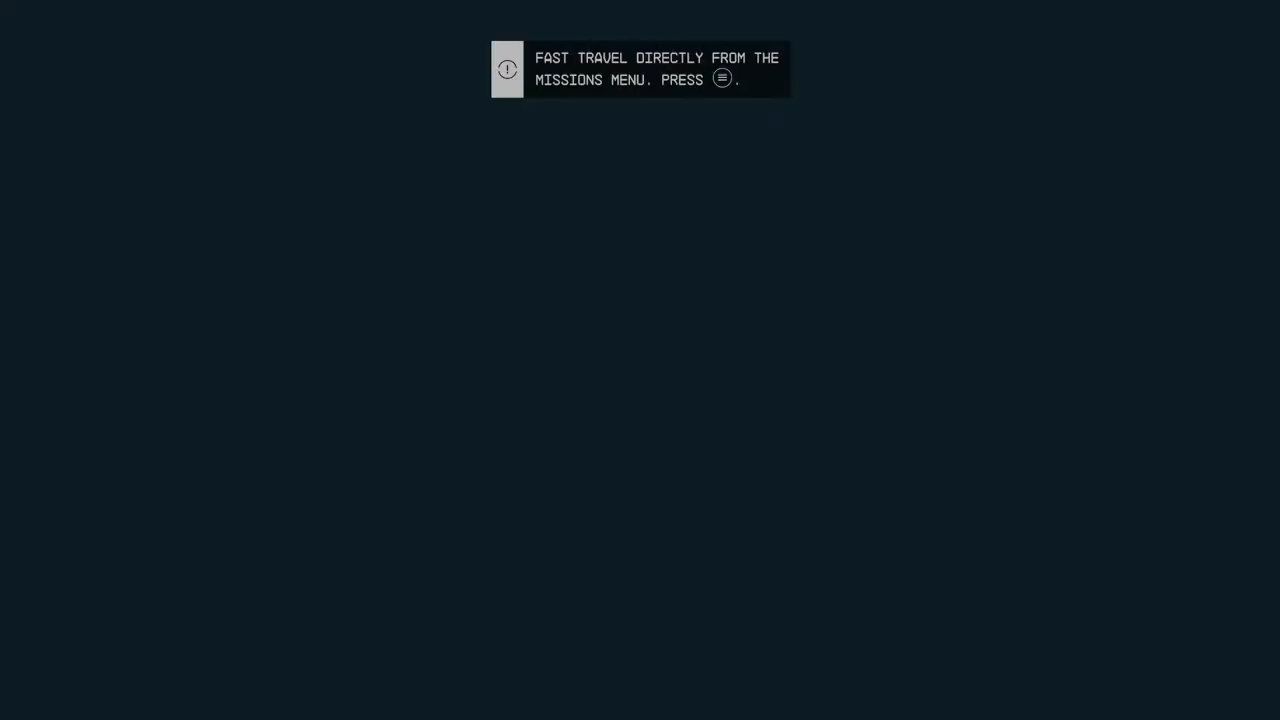 FAST TRAVEL DIRECTLY FROM THE
MISSIONS MENU. PRESS .